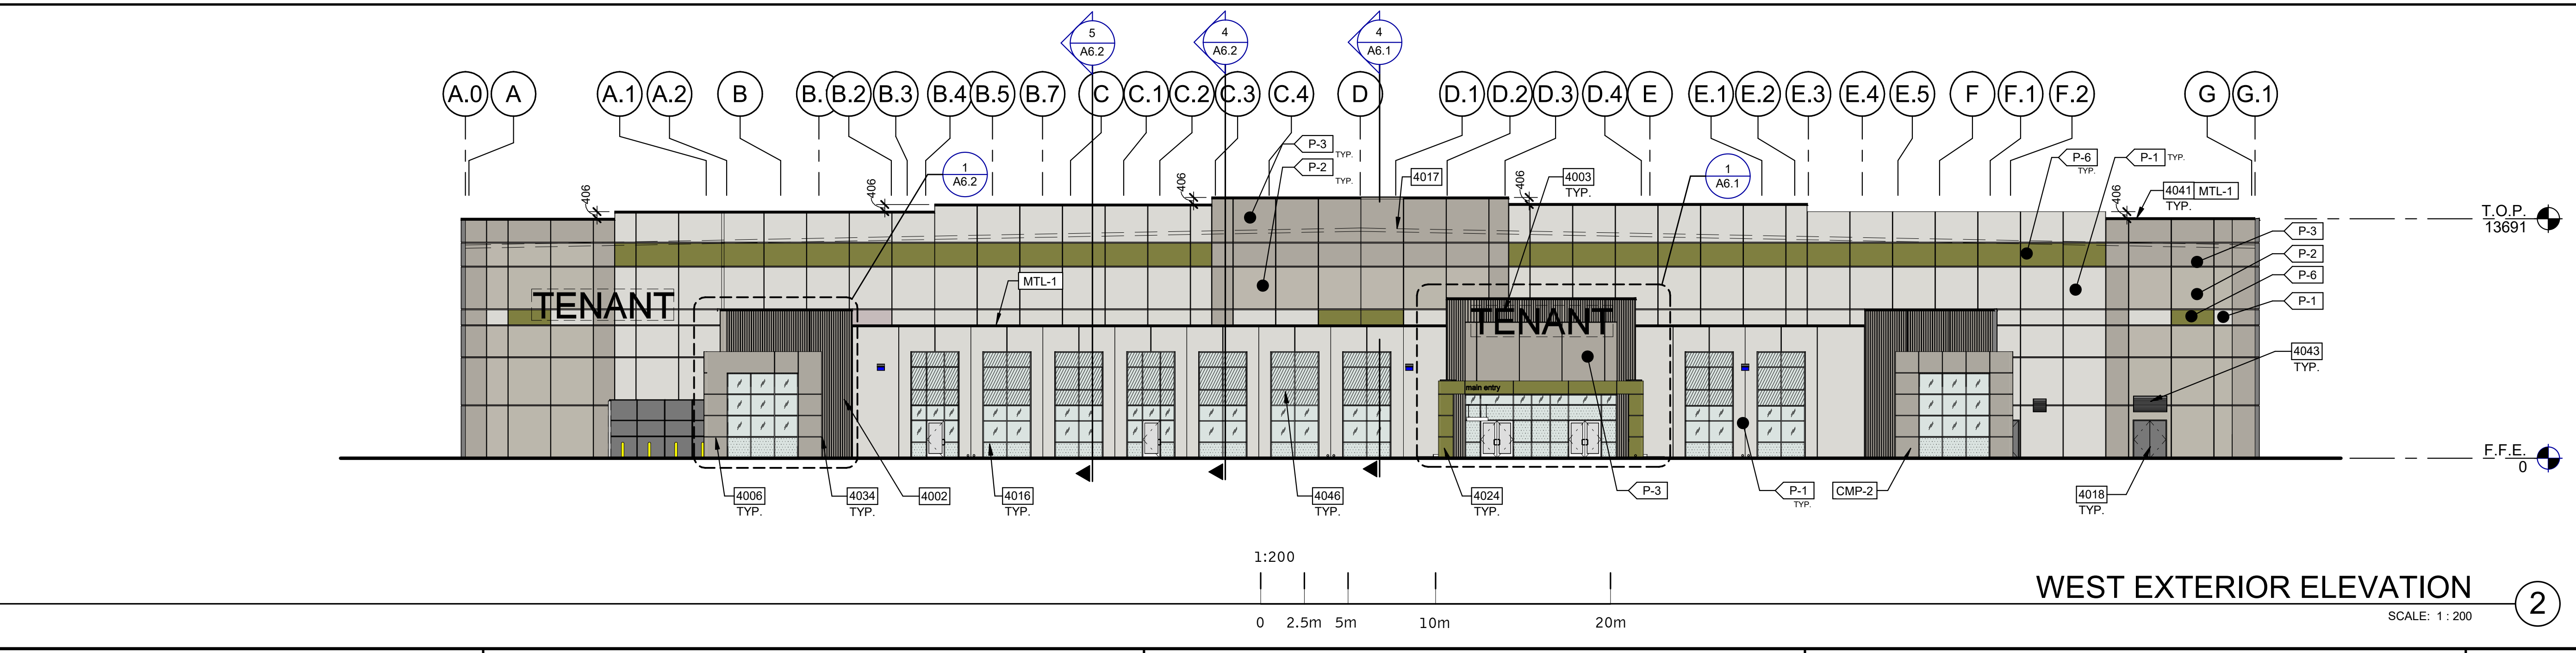 5
A6.2
4
A6.2
4
A6.1
A.0 A A.1 A.2 B B. B.2 B.3 B.4 B.5 B.7 C C.1 C.2 C.3 C.4 D D.1 D.2 D.3 D.4 E E.1 E.2 E.3 E.4 E.5 F F.1 F.2 G G.1
P-3
TYP.
P-2
TYP.
1
A6.2
4017
4003
TYP.
1
A6.1
P-6
TYP.
P-1 TYP.
4041 MTL-1
TYP.
406
406
406
406
406
T.O.P.
13691
P-3
P-2
P-6
P-1
MTL-1
TENANT
TENANT
4043
TYP.
main entry
F.F.E.
0
4006
TYP.
4034
TYP.
4002
4016
TYP.
4046
TYP.
4024
TYP.
P-3
P-1
TYP.
CMP-2
4018
TYP.
1:200
0 2.5m 5m 10m 20m
WEST EXTERIOR ELEVATION
SCALE: 1 : 200
2